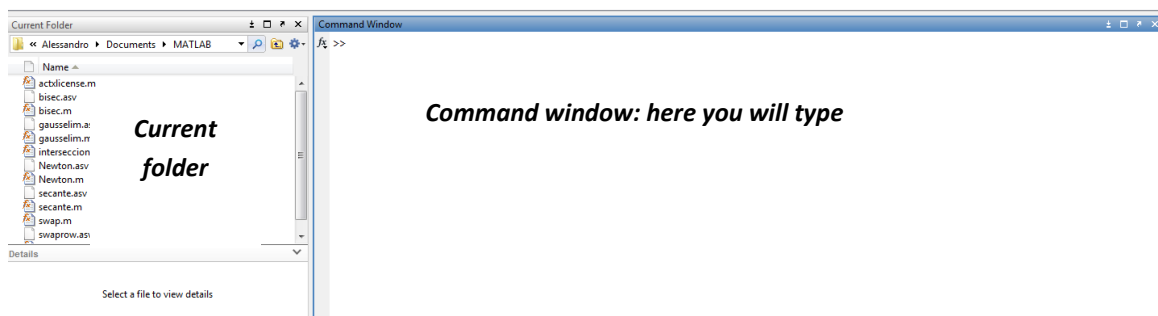 Current Folder
« Alessandro ▸ Documents ▸ MATLAB
Name
actxlicense.m
bisec.asv
bisec.m
gausselim.a
gausselim.m
interseccion
Newton.asv
Newton.m
secante.asv
secante.m
swap.m
swaprow.asv
Current
folder
Details
Select a file to view details
Command Window
fx >>
Command window: here you will type